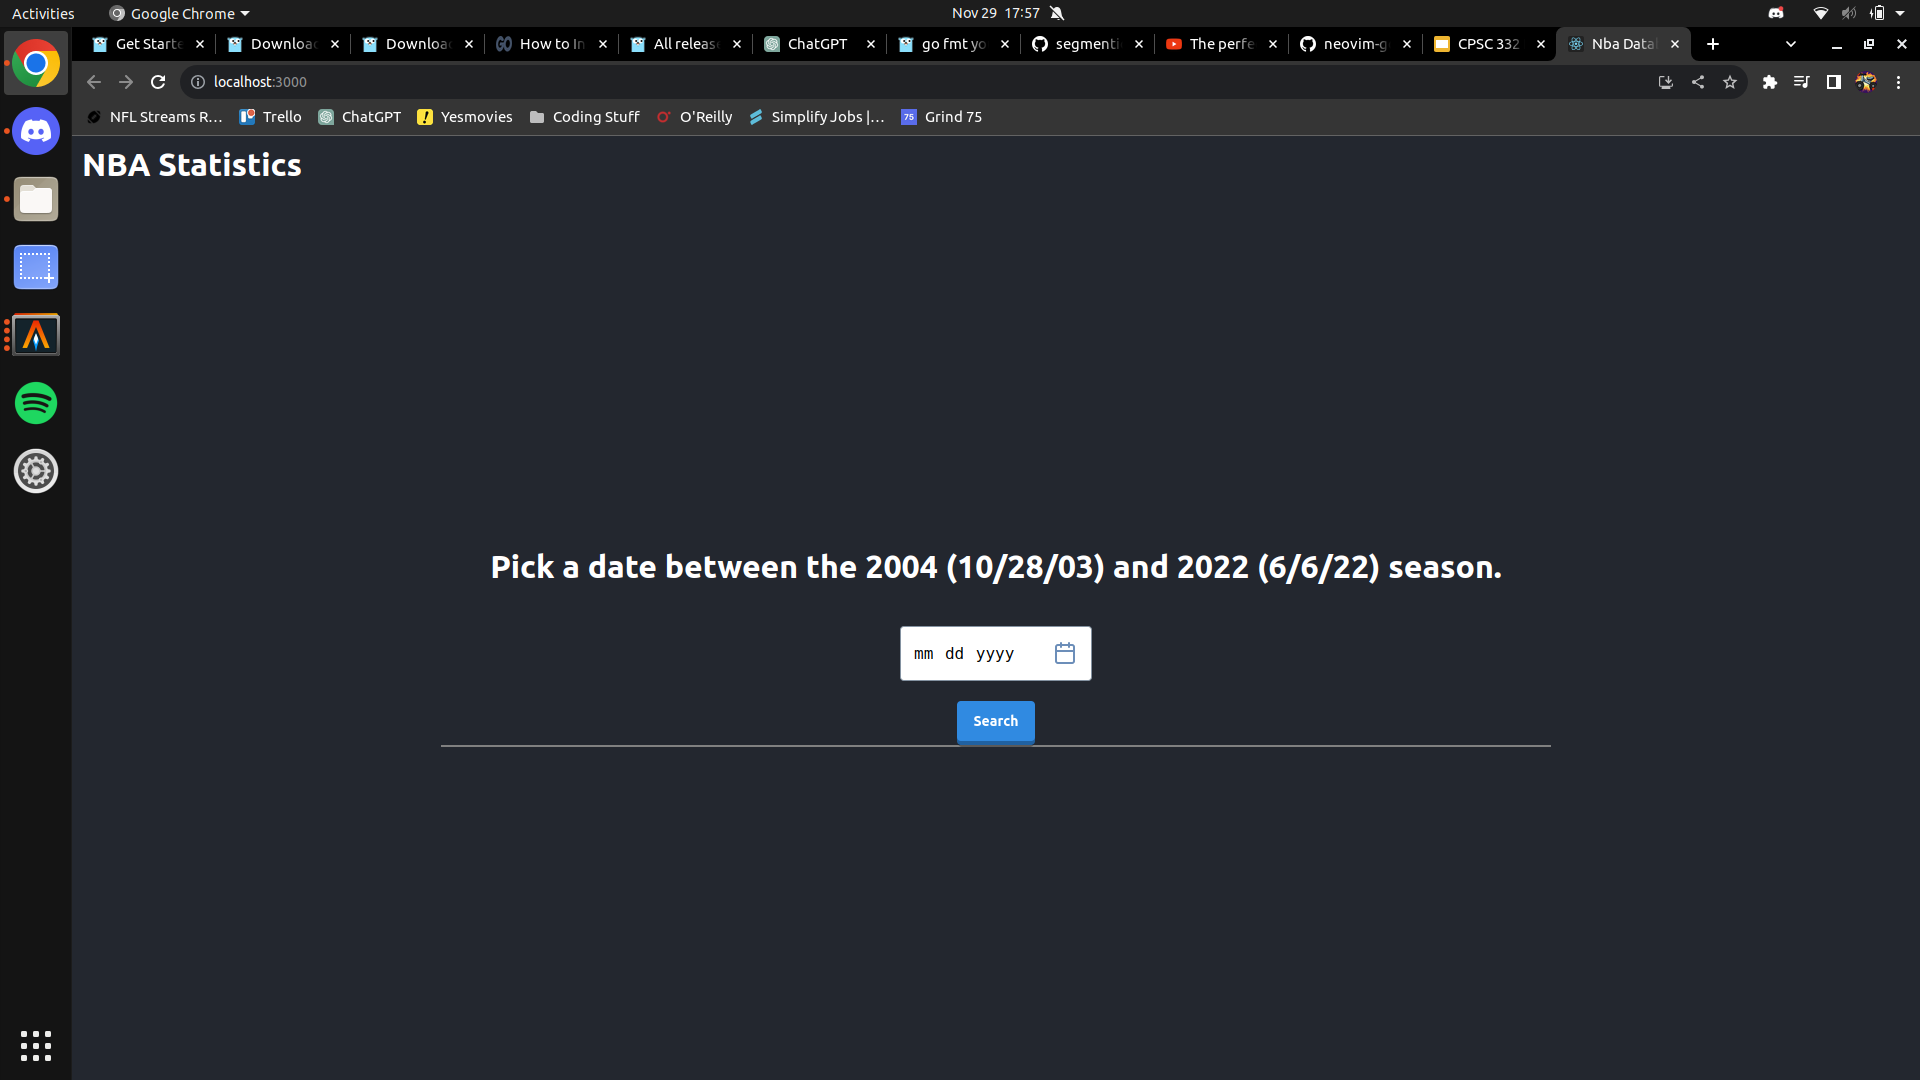 Activities Google Chrome Nov 29 17:57
Get Starte Downloa Downloa How to In All releas ChatGPT go fmt yo segmenti The perfe neovim-g CPSC 332 Nba Data
localhost:3000
NFL Streams R... Trello ChatGPT Yesmovies Coding Stuff O'Reilly Simplify Jobs |... 75 Grind 75
NBA Statistics
Pick a date between the 2004 (10/28/03) and 2022 (6/6/22) season.
mm dd yyyy
Search